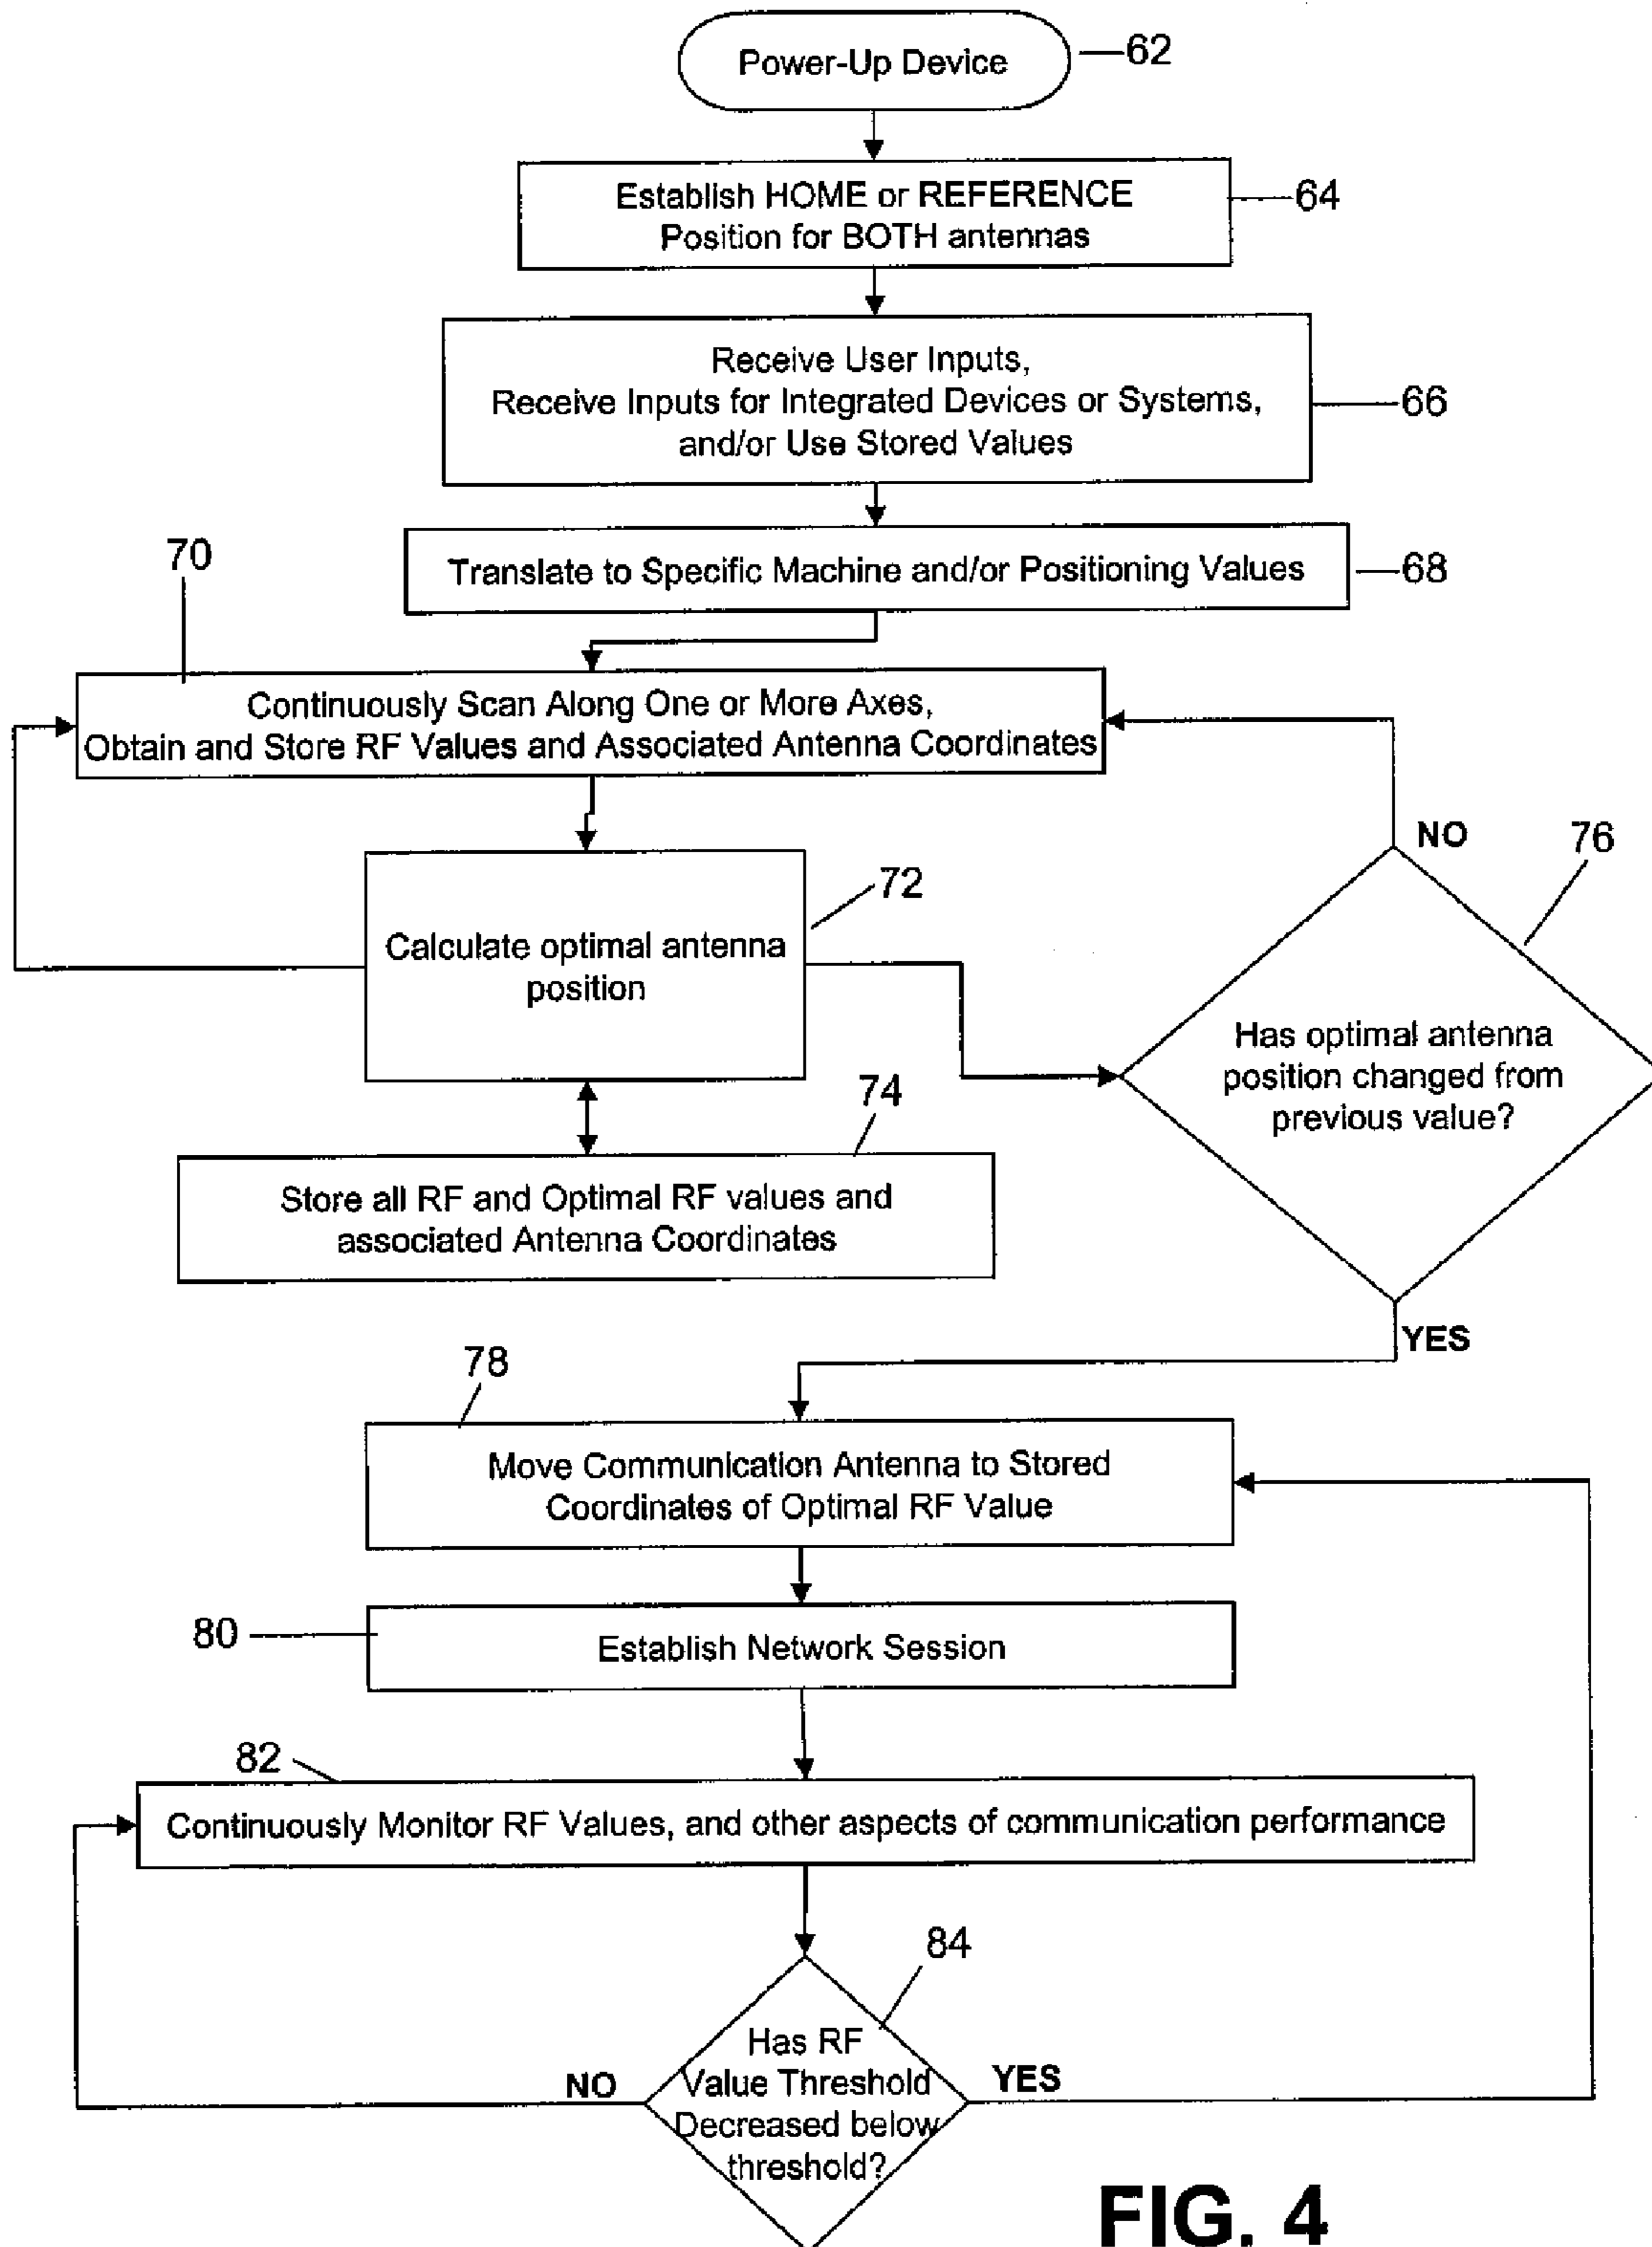 Power-Up Device
62
Establish HOME or REFERENCE
Position for BOTH antennas
64
Receive User Inputs,
Receive Inputs for Integrated Devices or Systems,
and/or Use Stored Values
66
Translate to Specific Machine and/or Positioning Values
68
70
Continuously Scan Along One or More Axes,
Obtain and Store RF Values and Associated Antenna Coordinates
NO
76
72
Calculate optimal antenna
position
Has optimal antenna
position changed from
previous value?
74
Store all RF and Optimal RF values and
associated Antenna Coordinates
YES
78
Move Communication Antenna to Stored
Coordinates of Optimal RF Value
80
Establish Network Session
82
Continuously Monitor RF Values, and other aspects of communication performance
84
Has RF
Value Threshold
Decreased below
threshold?
NO
YES
FIG. 4